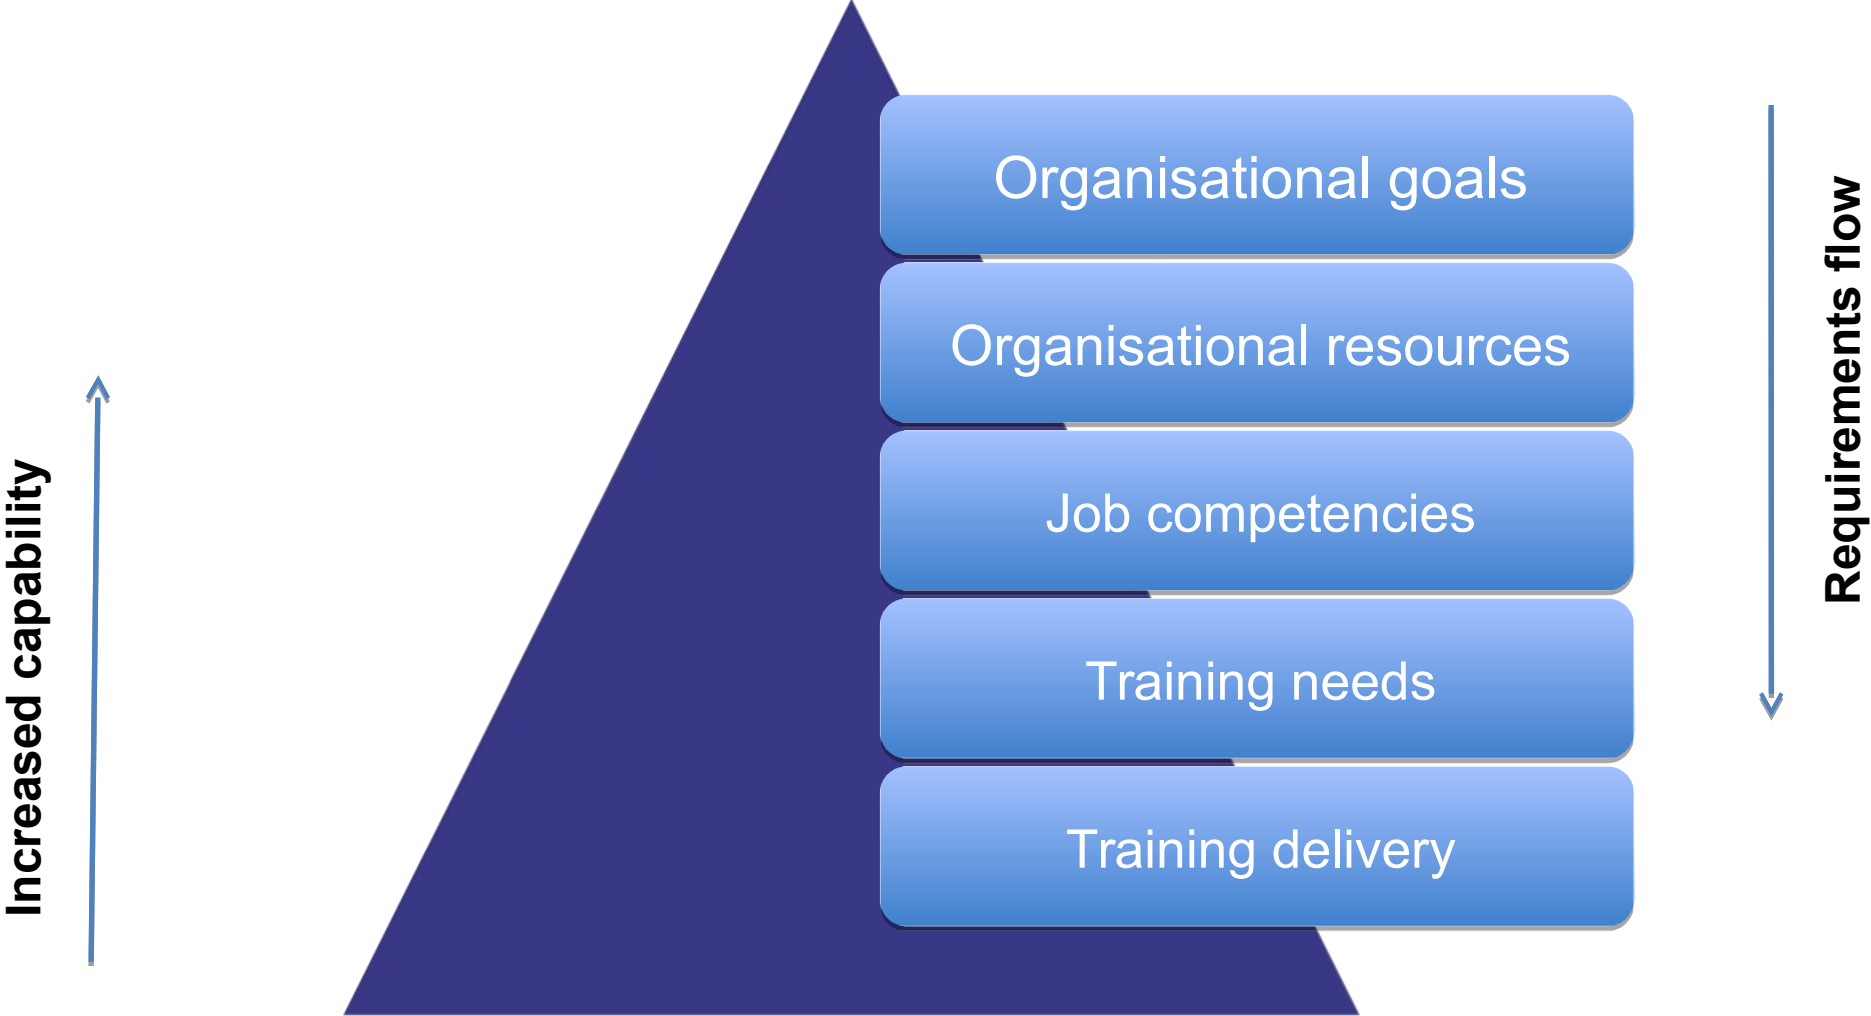 Increased capability
Organisational goals
Organisational resources
Job competencies
Training needs
Training delivery
Requirements flow